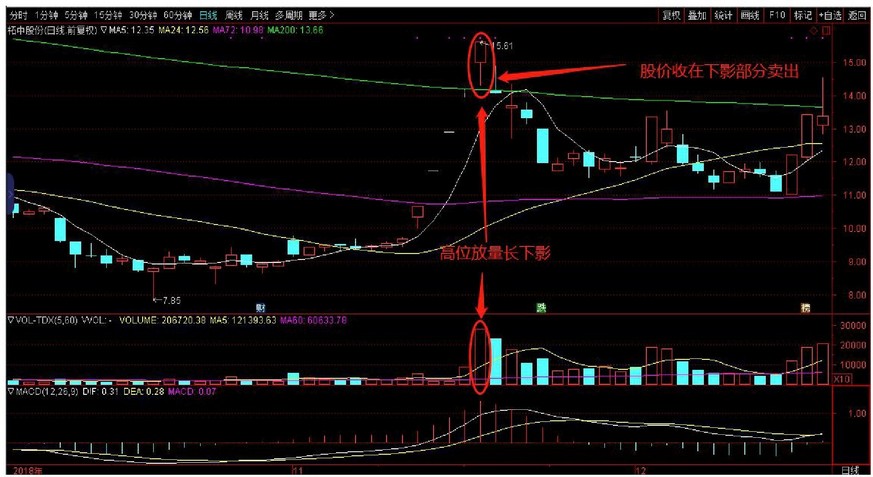 分时 1分钟 5分钟 15分钟 30分钟 60分钟 日线 周线 月线 多周期 更多> 复权 叠加 统计 画线 F10 标记 +自选 返回
拓中股份(日线.前复权) ▽MA5: 12.35 MA24: 12.56 MA72: 10.98 MA200: 13.66
15.61
15.00
股价收在下影部分卖出
14.00
13.00
12.00
11.00
10.00
高位放量长下影
9.00
8.00
←7.85
财 跌 榜
▽VOL-TDX(5,60) VVOL: - VOLUME: 206720.38 MA5: 121393.63 MA60: 60633.78
30000
20000
10000
X10
▽MACD(12,26,9) DIF: 0.31 DEA: 0.28 MACD: 0.07
1.00
2018年 11 12 日线